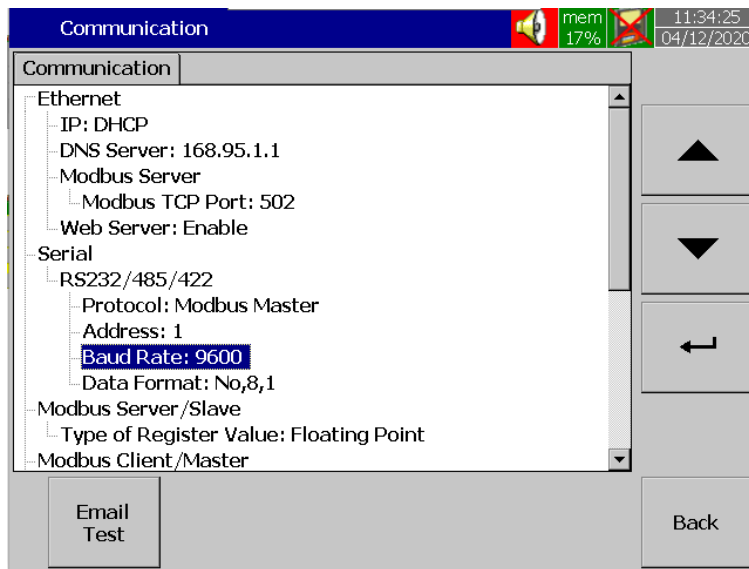 Communication
mem
17%
11:34:25
04/12/2020
Communication
Ethernet
IP: DHCP
DNS Server: 168.95.1.1
Modbus Server
Modbus TCP Port: 502
Web Server: Enable
Serial
RS232/485/422
Protocol: Modbus Master
Address: 1
Baud Rate: 9600
Data Format: No,8,1
Modbus Server/Slave
Type of Register Value: Floating Point
Modbus Client/Master
Email
Test
Back